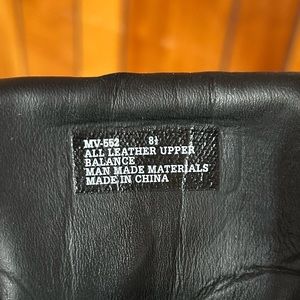 MV-552 8½
ALL LEATHER UPPER
BALANCE
MAN MADE MATERIALS
MADE IN CHINA